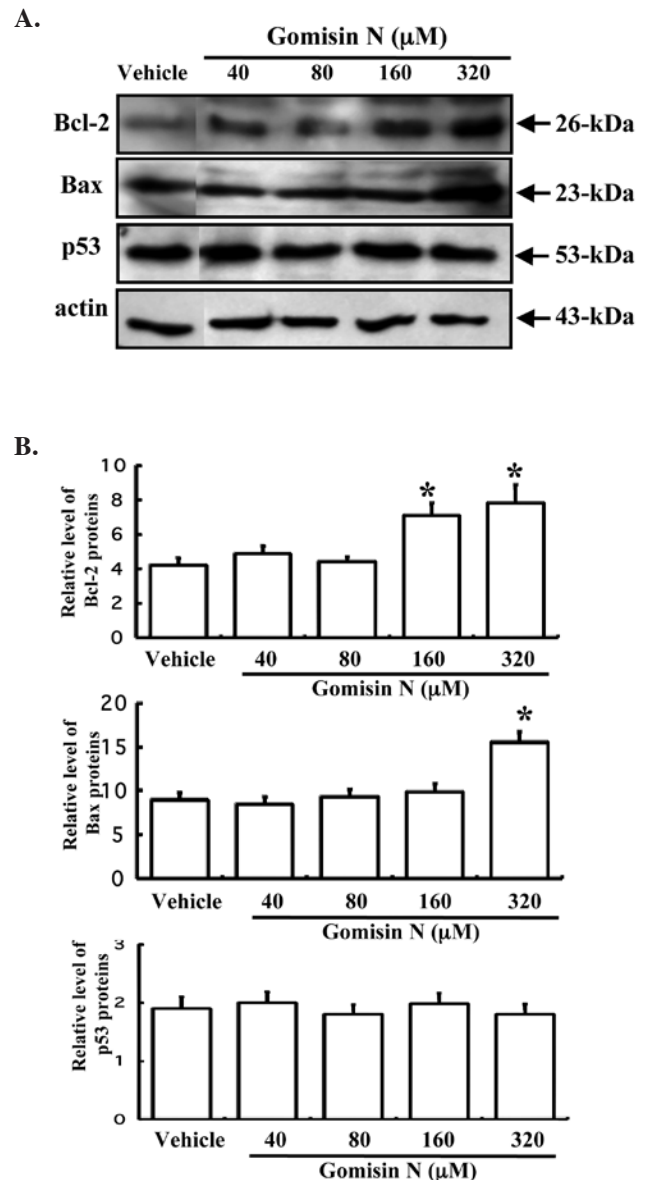 A.
Gomisin N (μM)
Vehicle 40 80 160 320
Bcl-2 26-kDa
Bax 23-kDa
p53 53-kDa
actin 43-kDa
B.
Relative level of
Bcl-2 proteins
10
8
6
4
2
0
* *
Vehicle 40 80 160 320
Gomisin N (μM)
Relative level of
Bax proteins
20
15
10
5
0
*
Vehicle 40 80 160 320
Gomisin N (μM)
Relative level of
p53 proteins
3
2
1
0
Vehicle 40 80 160 320
Gomisin N (μM)